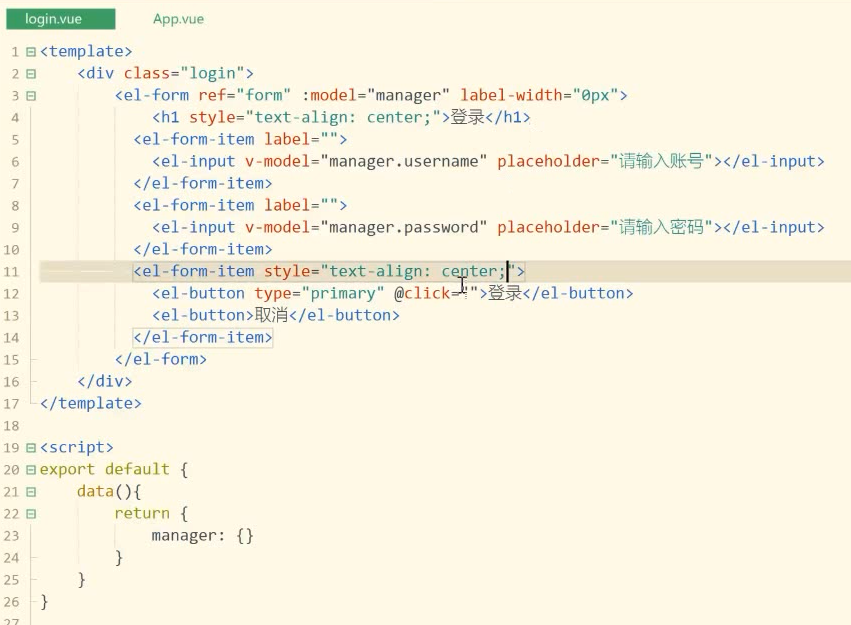 login.vue App.vue
1 <template>
2 <div class="login">
3 <el-form ref="form" :model="manager" label-width="0px">
4 <h1 style="text-align: center;">登录</h1>
5 <el-form-item label="">
6 <el-input v-model="manager.username" placeholder="请输入账号"></el-input>
7 </el-form-item>
8 <el-form-item label="">
9 <el-input v-model="manager.password" placeholder="请输入密码"></el-input>
10 </el-form-item>
11 <el-form-item style="text-align: center;">
12 <el-button type="primary" @click="">登录</el-button>
13 <el-button>取消</el-button>
14 </el-form-item>
15 </el-form>
16 </div>
17 </template>
18
19 <script>
20 export default {
21 data(){
22 return {
23 manager: {}
24 }
25 }
26 }
27